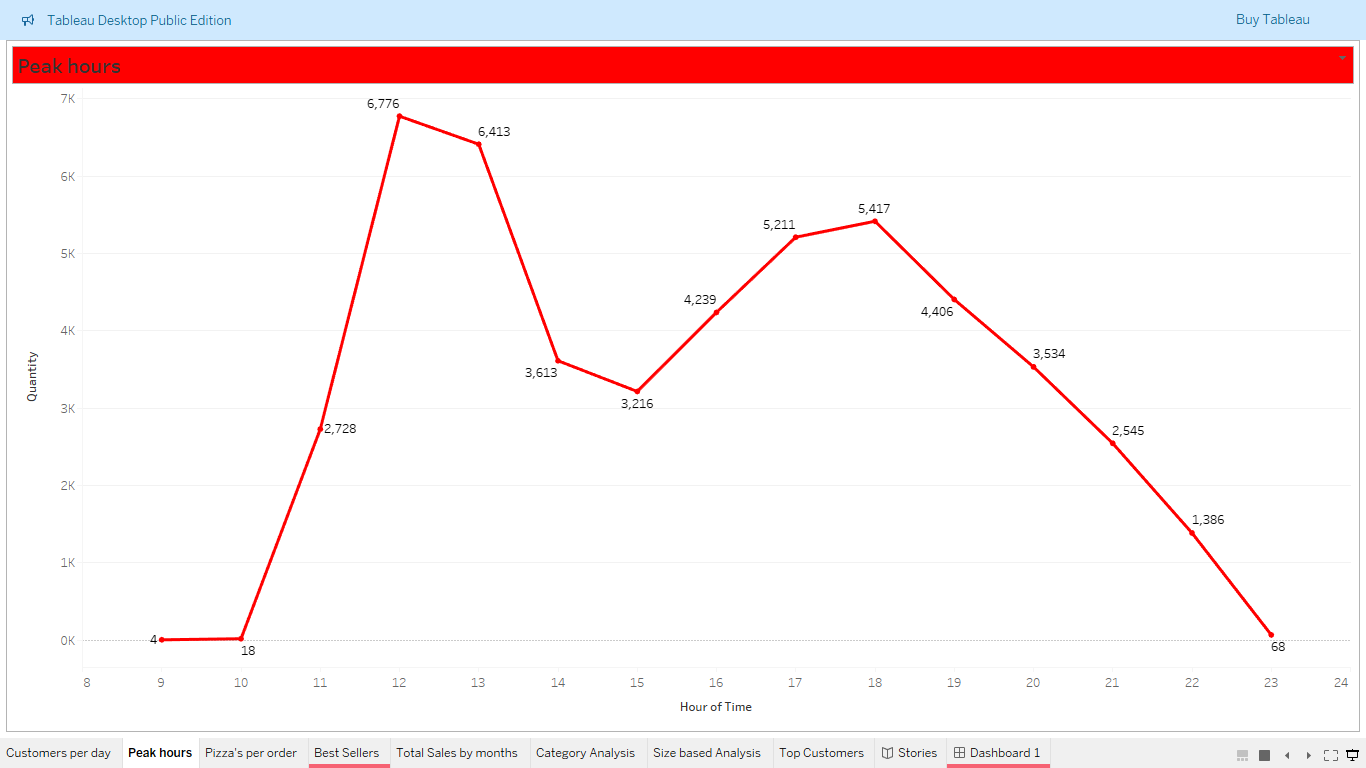 Tableau Desktop Public Edition
Buy Tableau
Peak hours
7K
6K
5K
4K
3K
2K
1K
0K
Quantity
4
18
2,728
6,776
6,413
3,613
3,216
4,239
5,211
5,417
4,406
3,534
2,545
1,386
68
8 9 10 11 12 13 14 15 16 17 18 19 20 21 22 23 24
Hour of Time
Customers per day Peak hours Pizza's per order Best Sellers Total Sales by months Category Analysis Size based Analysis Top Customers Stories Dashboard 1